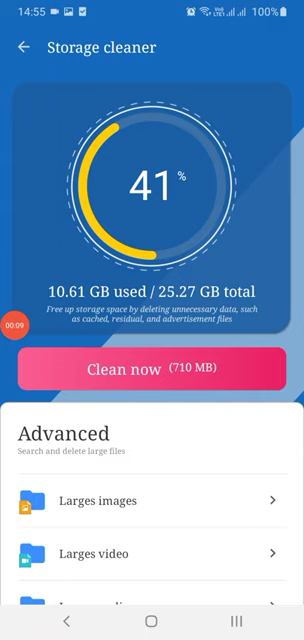 14:55
100%
Storage cleaner
41 %
10.61 GB used / 25.27 GB total
Free up storage space by deleting unnecessary data, such
as cached, residual, and advertisement files
00:09
Clean now (710 MB)
Advanced
Search and delete large files
Larges images
Larges video